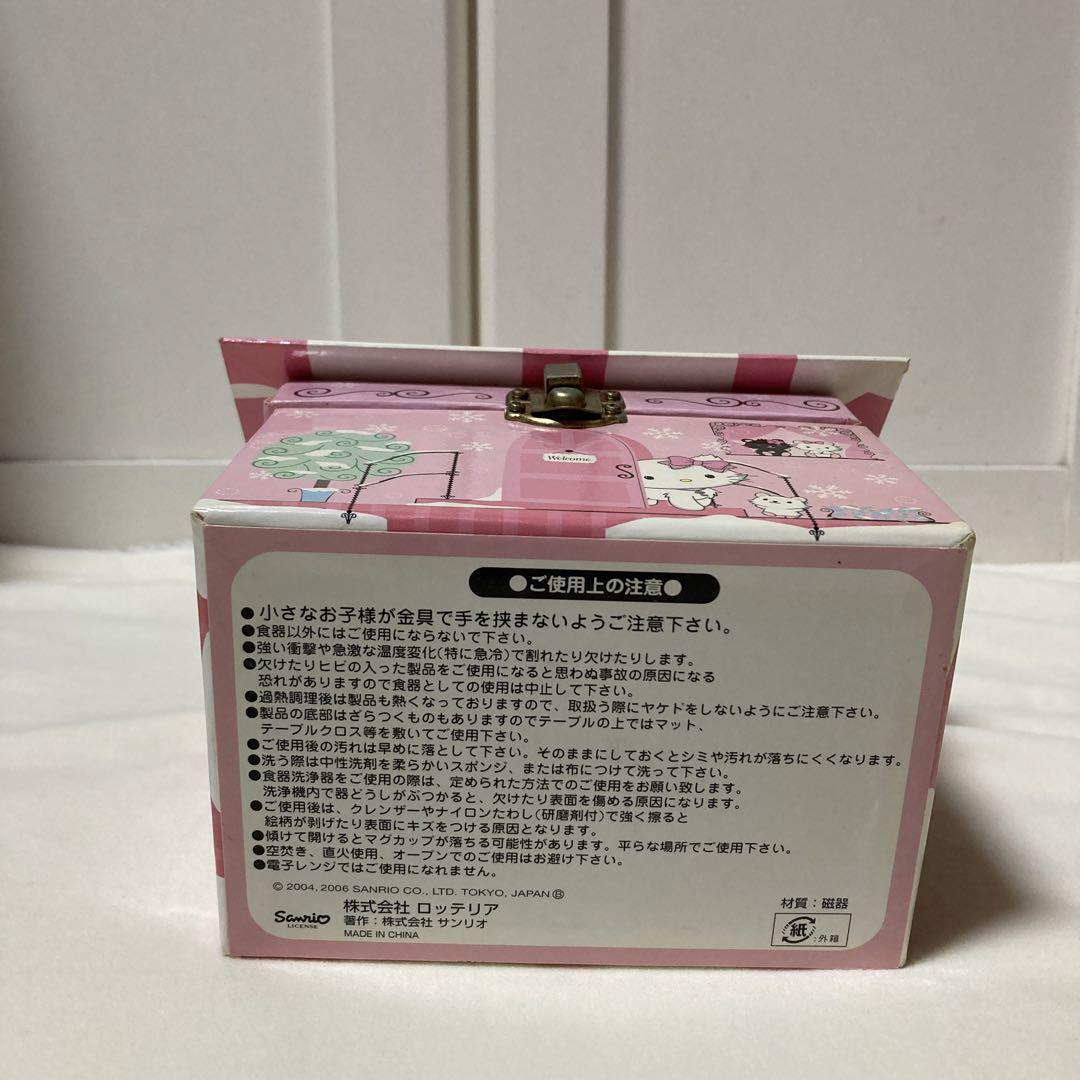 Welcome
●ご使用上の注意●
●小さなお子様が金具で手を挟まないようご注意下さい。
●食器以外にはご使用にならないで下さい。
●強い衝撃や急激な温度変化(特に急冷)で割れたり欠けたりします。
●欠けたりヒビの入った製品をご使用になると思わぬ事故の原因になる
恐れがありますので食器としての使用は中止して下さい。
●過熱調理後は製品も熱くなっておりますので、取扱う際にヤケドをしないようにご注意下さい。
●製品の底部はざらつくものもありますのでテーブルの上ではマット、
テーブルクロス等を敷いてご使用下さい。
●ご使用後の汚れは早めに落として下さい。そのままにしておくとシミや汚れが落ちにくくなります。
●洗う際は中性洗剤を柔らかいスポンジ、または布につけて洗って下さい。
●食器洗浄器をご使用の際は、定められた方法でのご使用をお願い致します。
洗浄機内で器どうしがぶつかると、欠けたり表面を傷める原因になります。
●ご使用後は、クレンザーやナイロンたわし(研磨剤付)で強く擦ると
絵柄が剥げたり表面にキズをつける原因となります。
●傾けて開けるとマグカップが落ちる可能性があります。平らな場所でご使用下さい。
●空焚き、直火使用、オーブンでのご使用はお避け下さい。
●電子レンジではご使用になれません。
© 2004, 2006 SANRIO CO., LTD. TOKYO, JAPAN Ⓑ
Sanrio
LICENSE
株式会社 ロッテリア
著作：株式会社 サンリオ
MADE IN CHINA
材質：磁器
紙：外箱